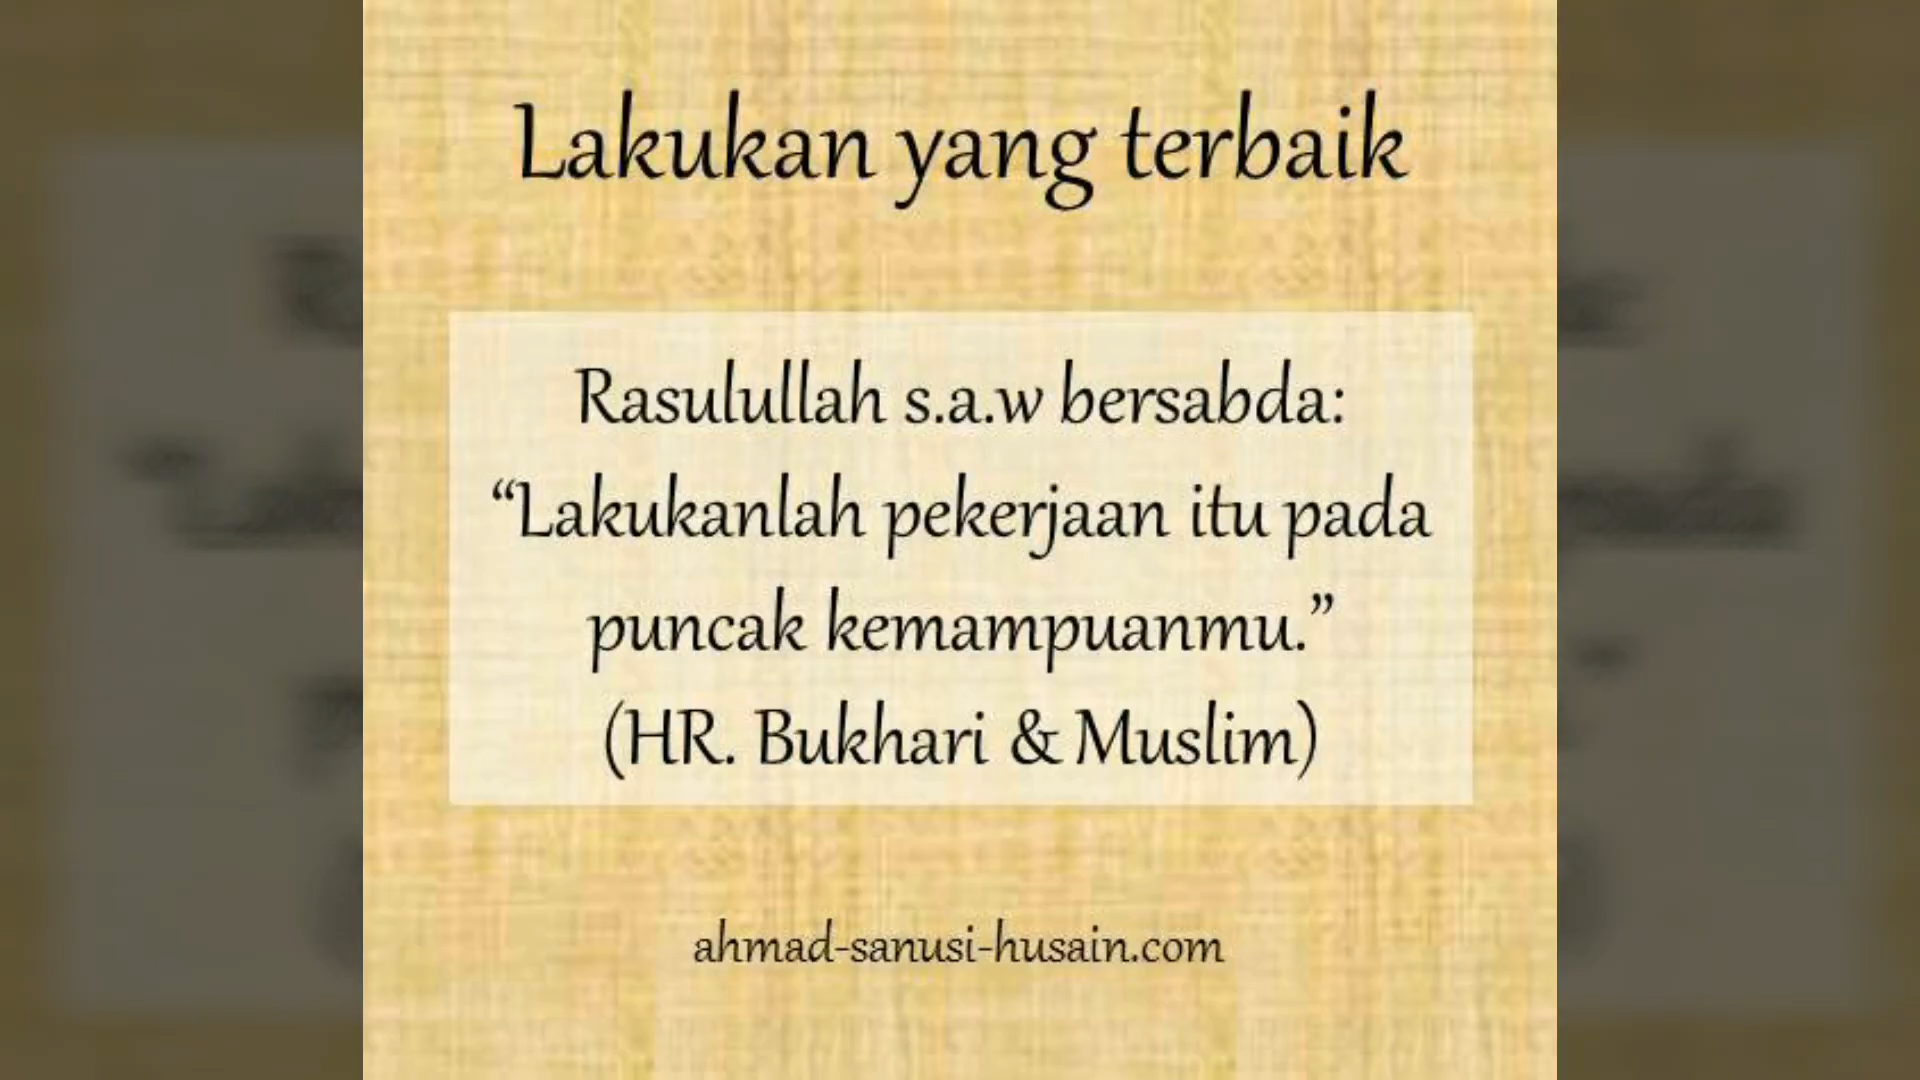 Lakukan yang terbaik
Rasulullah s.a.w bersabda:
“Lakukanlah pekerjaan itu pada
puncak kemampuanmu.”
(HR. Bukhari & Muslim)
ahmad-sanusi-husain.com